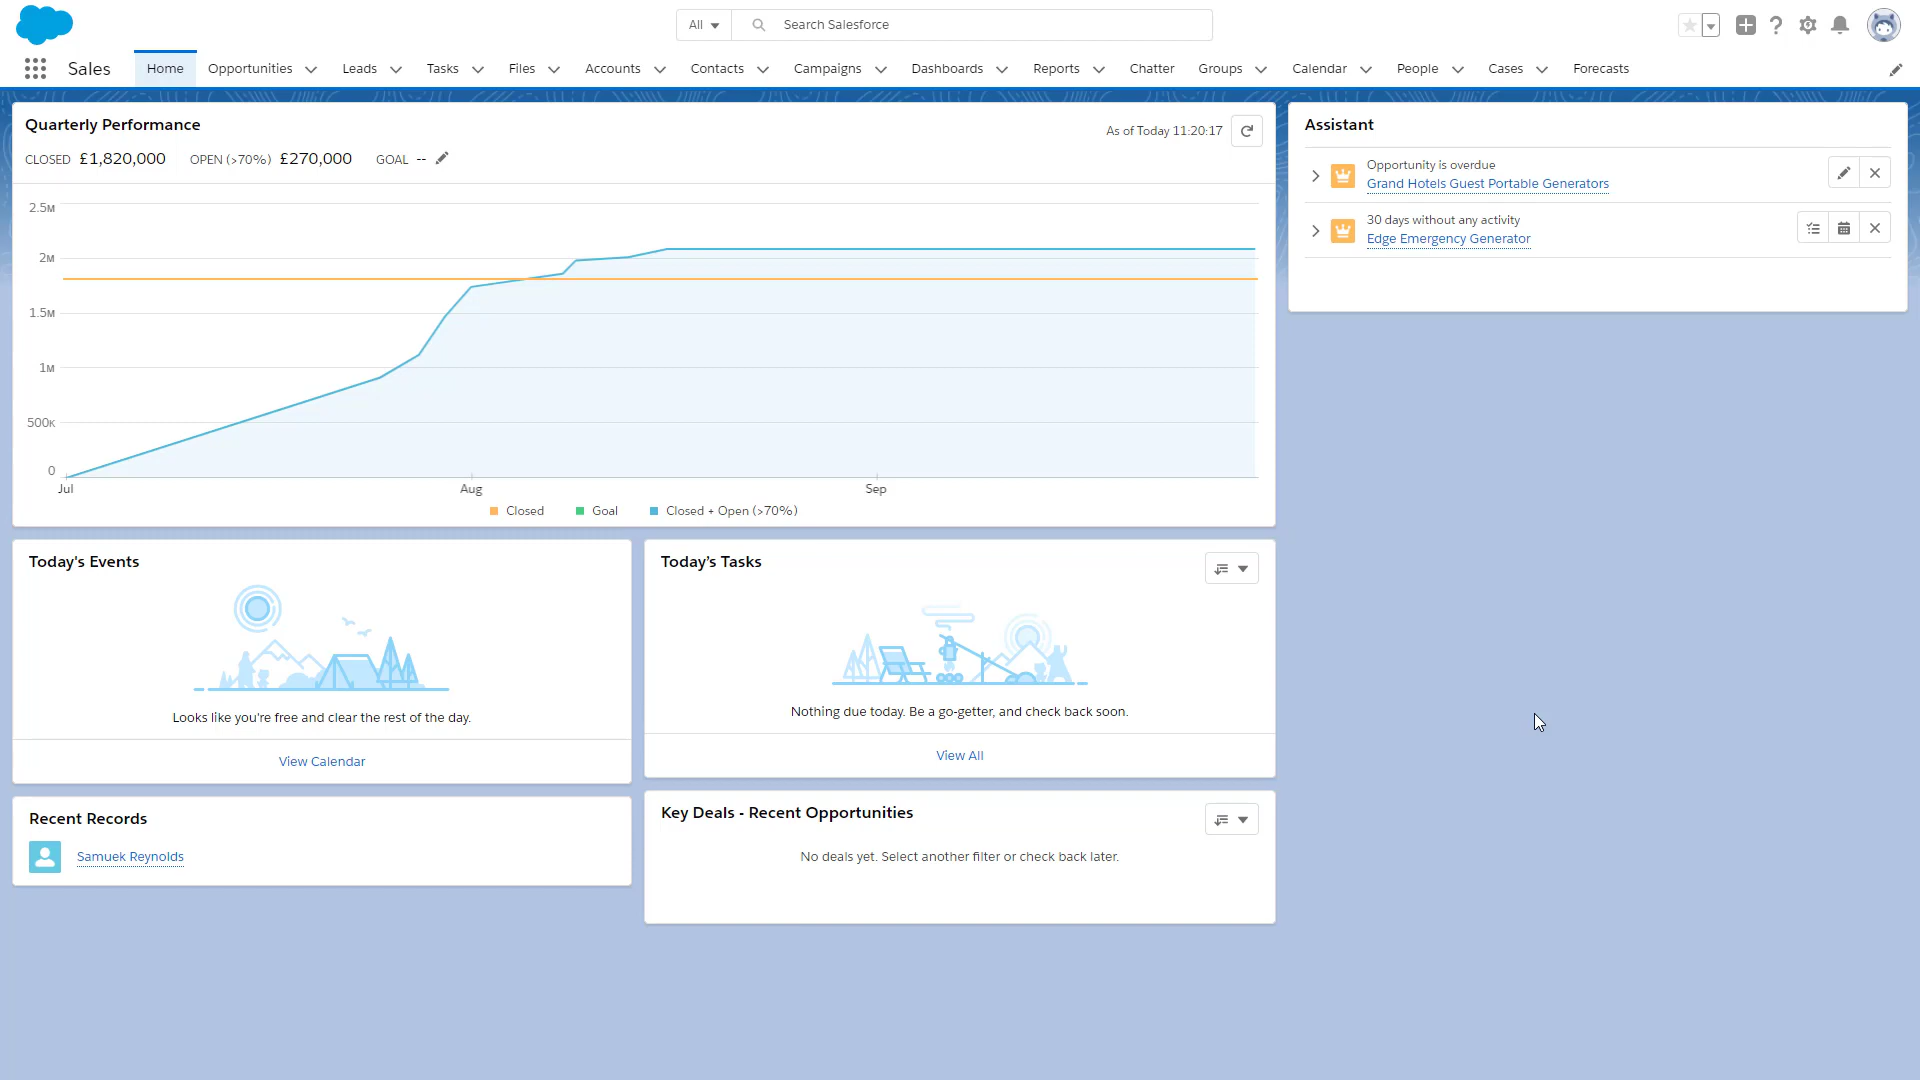 All
Search Salesforce
Sales
Home
Opportunities
Leads
Tasks
Files
Accounts
Contacts
Campaigns
Dashboards
Reports
Chatter
Groups
Calendar
People
Cases
Forecasts
Quarterly Performance
As of Today 11:20:17
CLOSED £1,820,000 OPEN (>70%) £270,000 GOAL --
2.5M
2M
1.5M
1M
500K
0
Jul
Aug
Sep
Closed
Goal
Closed + Open (>70%)
Assistant
Opportunity is overdue
Grand Hotels Guest Portable Generators
30 days without any activity
Edge Emergency Generator
Today's Events
Looks like you're free and clear the rest of the day.
View Calendar
Today’s Tasks
Nothing due today. Be a go-getter, and check back soon.
View All
Recent Records
Samuek Reynolds
Key Deals - Recent Opportunities
No deals yet. Select another filter or check back later.